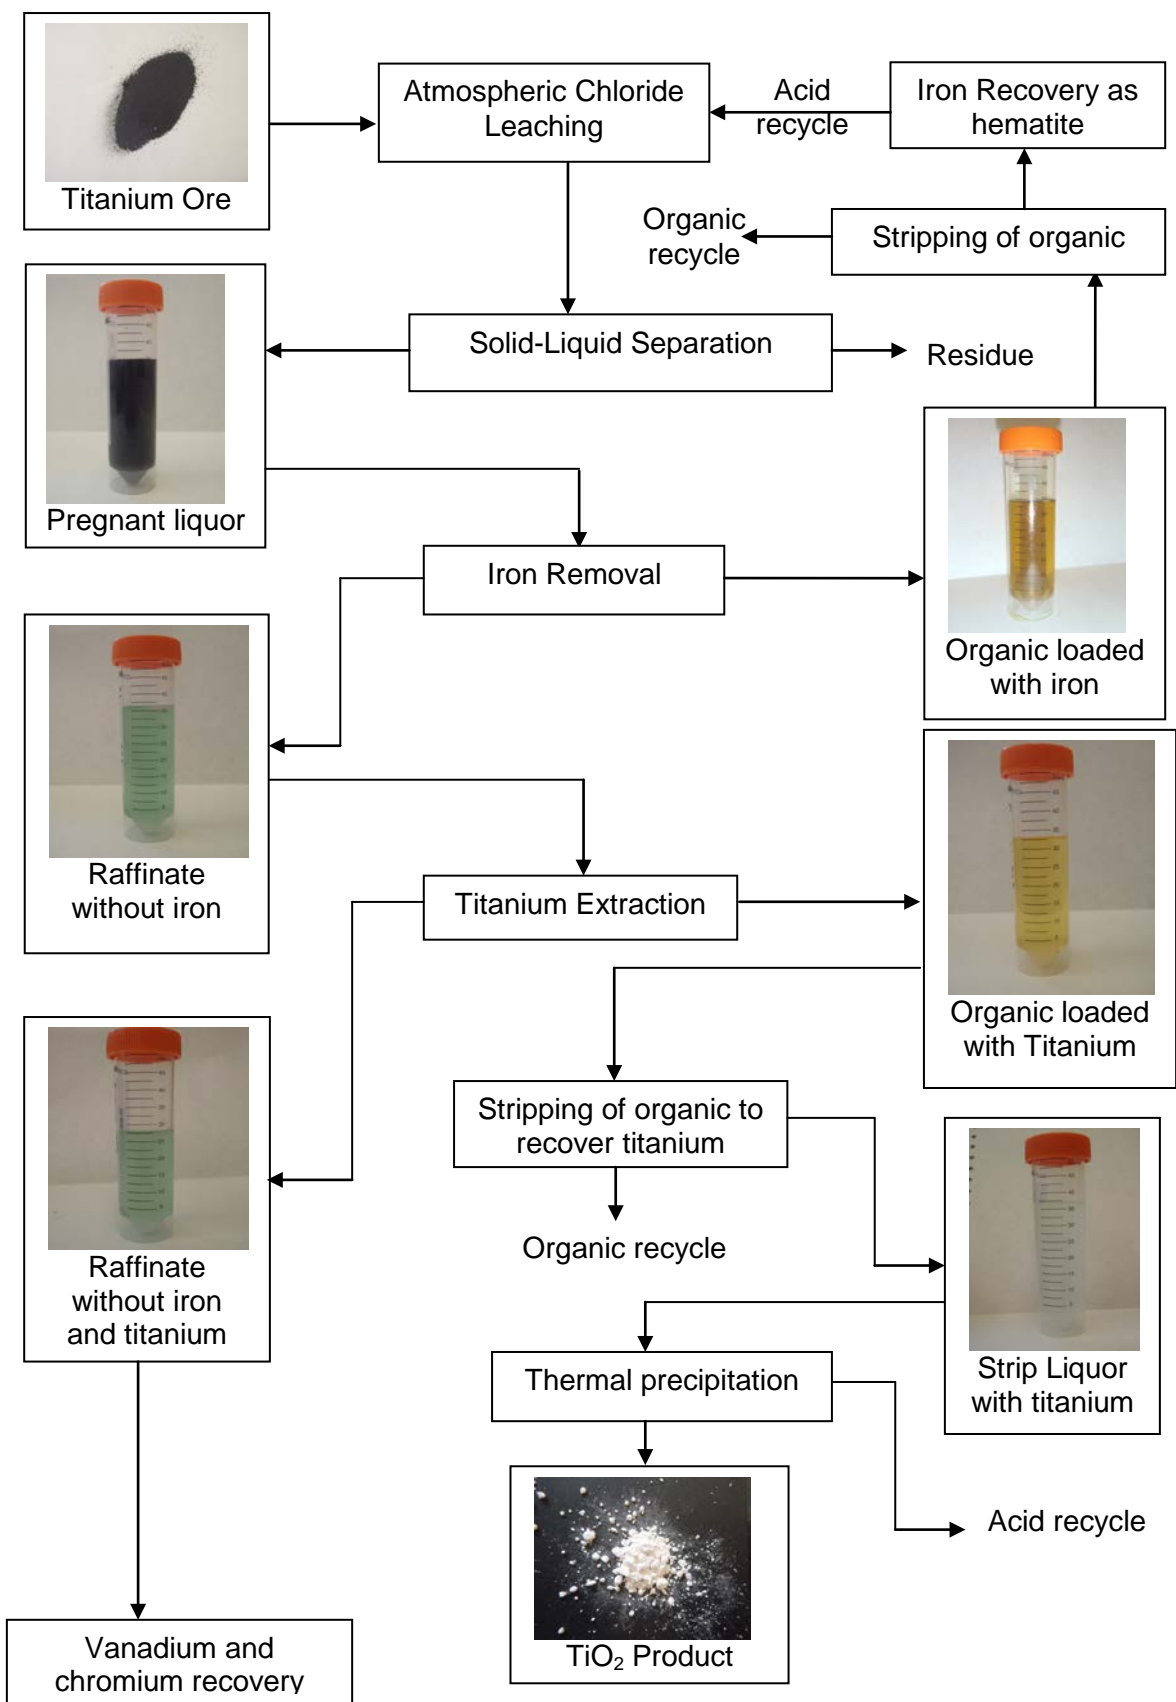 Titanium Ore
Atmospheric Chloride
Leaching
Acid
recycle
Iron Recovery as
hematite
Organic
recycle
Stripping of organic
Solid-Liquid Separation
Residue
Pregnant liquor
Iron Removal
Organic loaded
with iron
Raffinate
without iron
Titanium Extraction
Organic loaded
with Titanium
Stripping of organic to
recover titanium
Organic recycle
Raffinate
without iron
and titanium
Strip Liquor
with titanium
Thermal precipitation
Acid recycle
TiO₂ Product
Vanadium and
chromium recovery